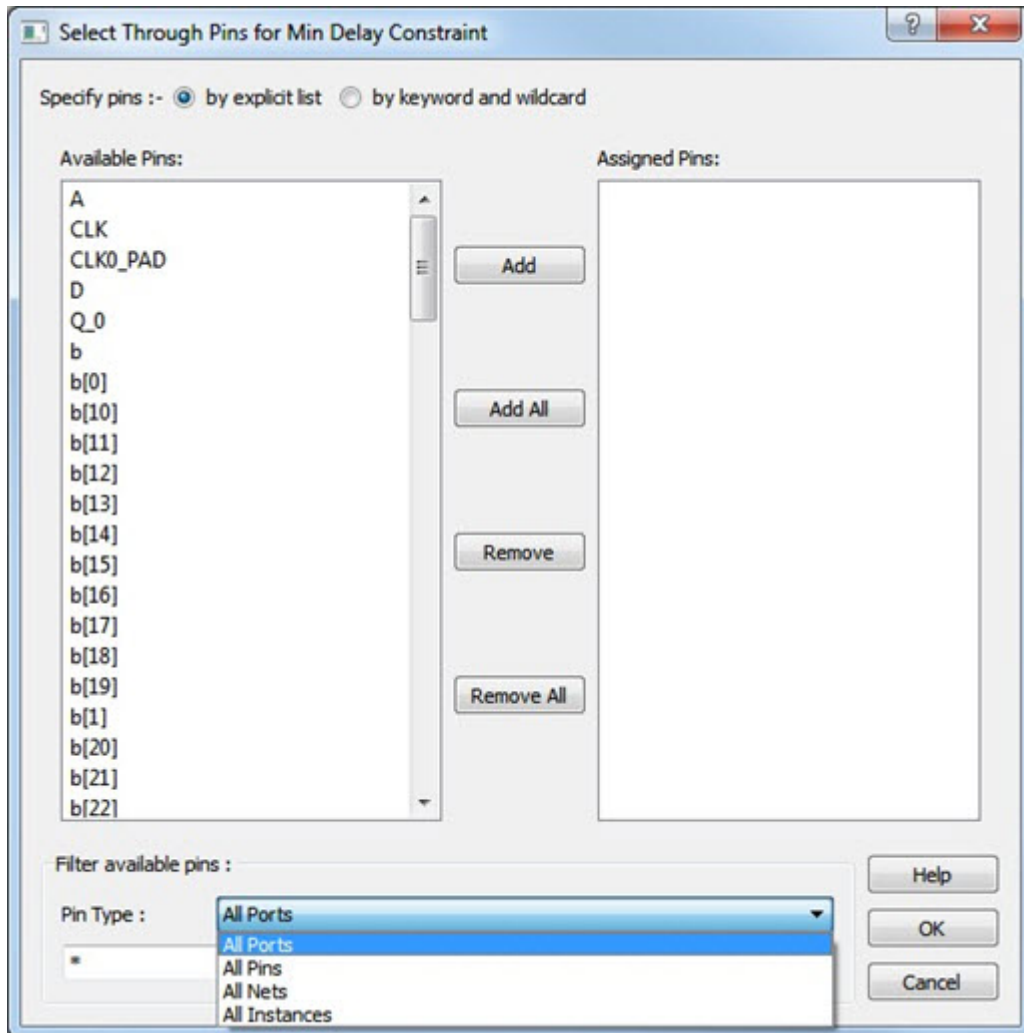 Select Through Pins for Min Delay Constraint
?
Specify pins :- by explicit list by keyword and wildcard
Available Pins:
A
CLK
CLK0_PAD
D
Q_0
b
b[0]
b[10]
b[11]
b[12]
b[13]
b[14]
b[15]
b[16]
b[17]
b[18]
b[19]
b[1]
b[20]
b[21]
b[22]
Add
Add All
Remove
Remove All
Assigned Pins:
Filter available pins :
Pin Type : All Ports
*
All Ports
All Pins
All Nets
All Instances
Help
OK
Cancel